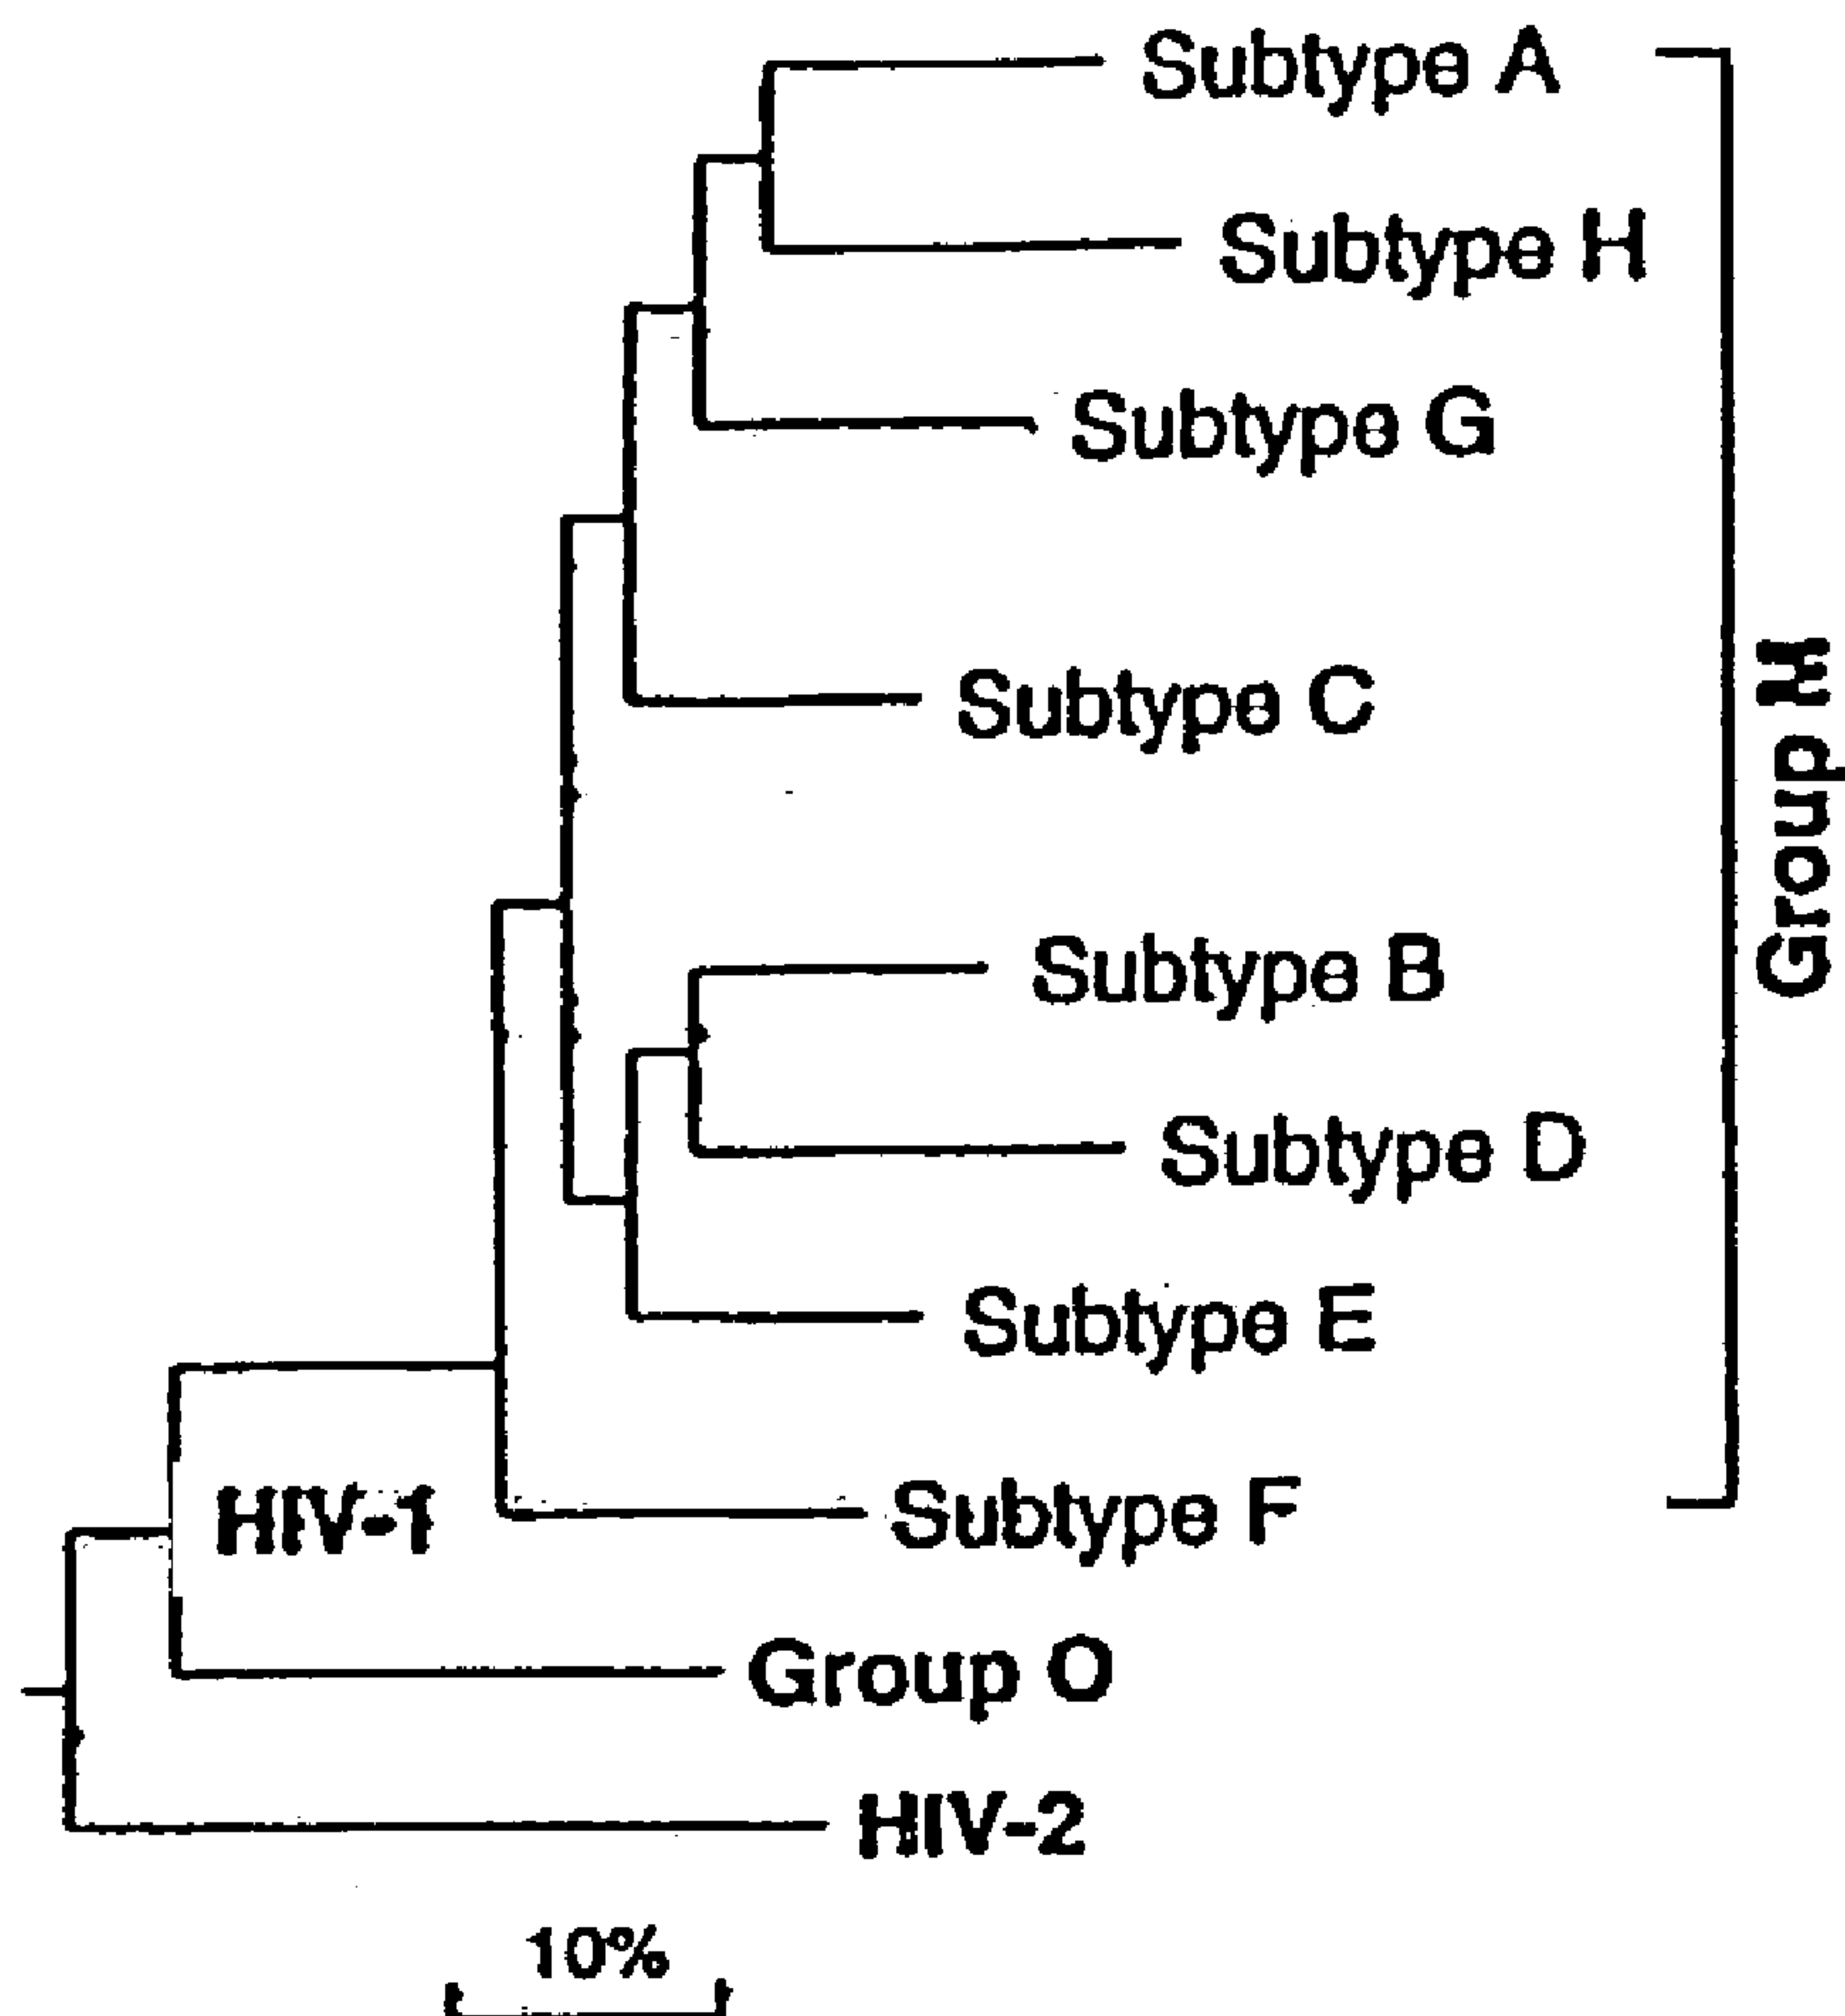 Subtype A
Subtype H
Subtype G
Subtype C
Group M
Subtype B
Subtype D
Subtype E
HIV-1
Subtype F
Group O
HIV-2
10%